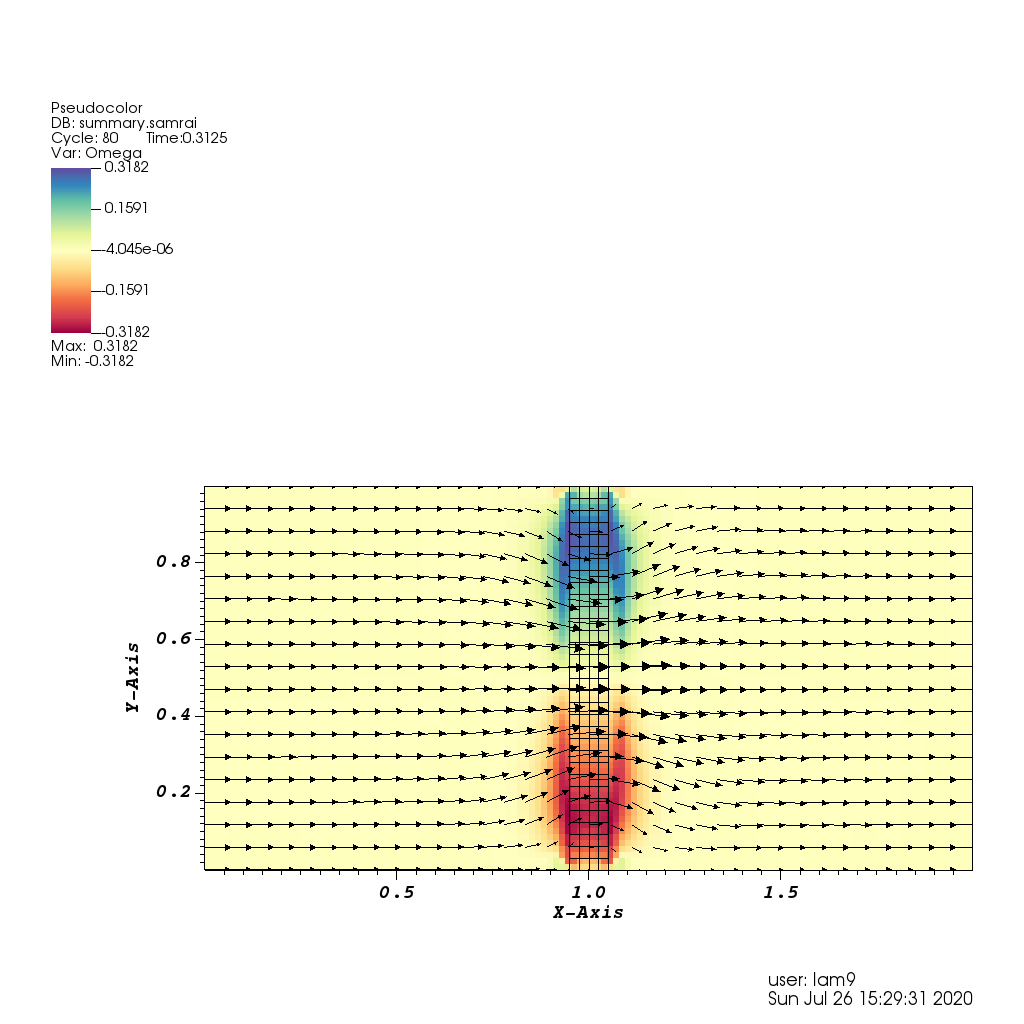 Pseudocolor
DB: summary.samrai
Cycle: 80 Time:0.3125
Var: Omega
0.3182
0.1591
-4.045e-06
-0.1591
-0.3182
Max: 0.3182
Min: -0.3182
0.8
0.6
0.4
0.2
Y-Axis
0.5 1.0 1.5
X-Axis
user: lam9
Sun Jul 26 15:29:31 2020